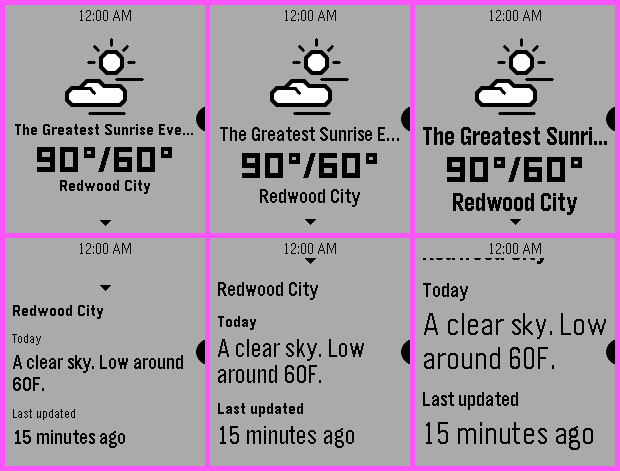 12:00 AM
The Greatest Sunrise Eve...
90°/60°
Redwood City
12:00 AM
The Greatest Sunrise E...
90°/60°
Redwood City
12:00 AM
The Greatest Sunri...
90°/60°
Redwood City
12:00 AM
Redwood City
Today
A clear sky. Low around
60F.
Last updated
15 minutes ago
12:00 AM
Redwood City
Today
A clear sky. Low
around 60F.
Last updated
15 minutes ago
12:00 AM
Today
A clear sky. Low
around 60F.
Last updated
15 minutes ago